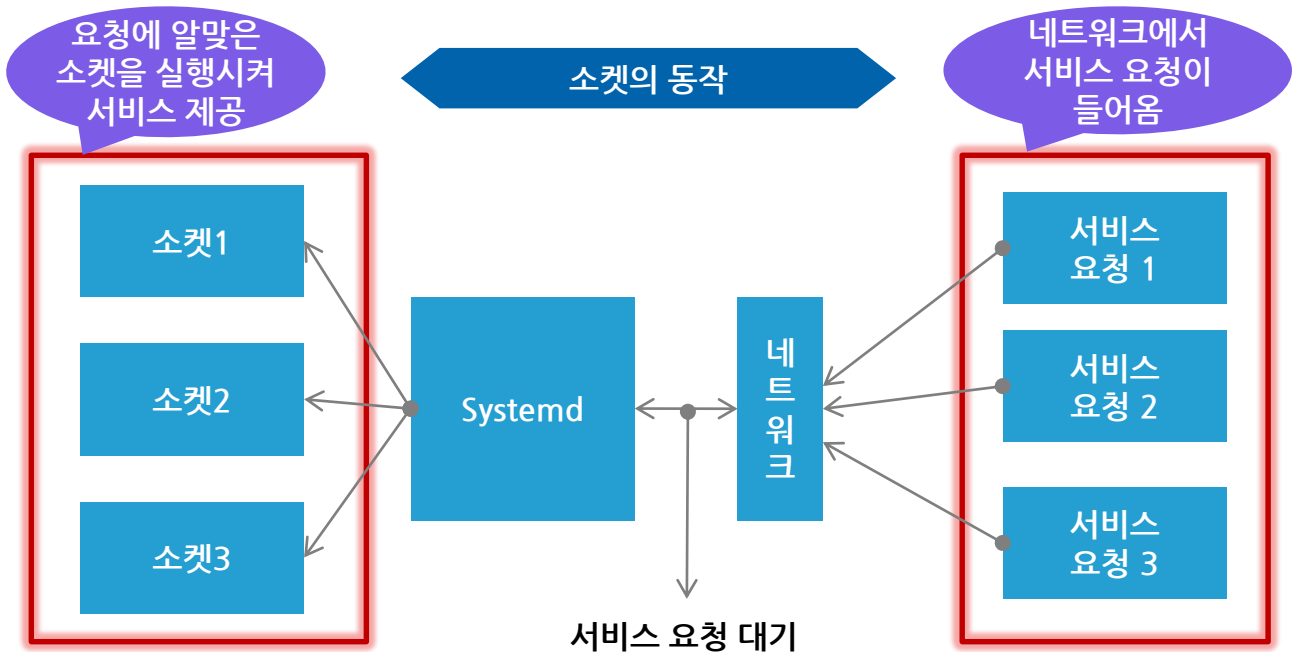 요청에 알맞은
소켓을 실행시켜
서비스 제공
소켓의 동작
네트워크에서
서비스 요청이
들어옴
소켓1
소켓2
소켓3
Systemd
네
트
워
크
서비스
요청 1
서비스
요청 2
서비스
요청 3
서비스 요청 대기